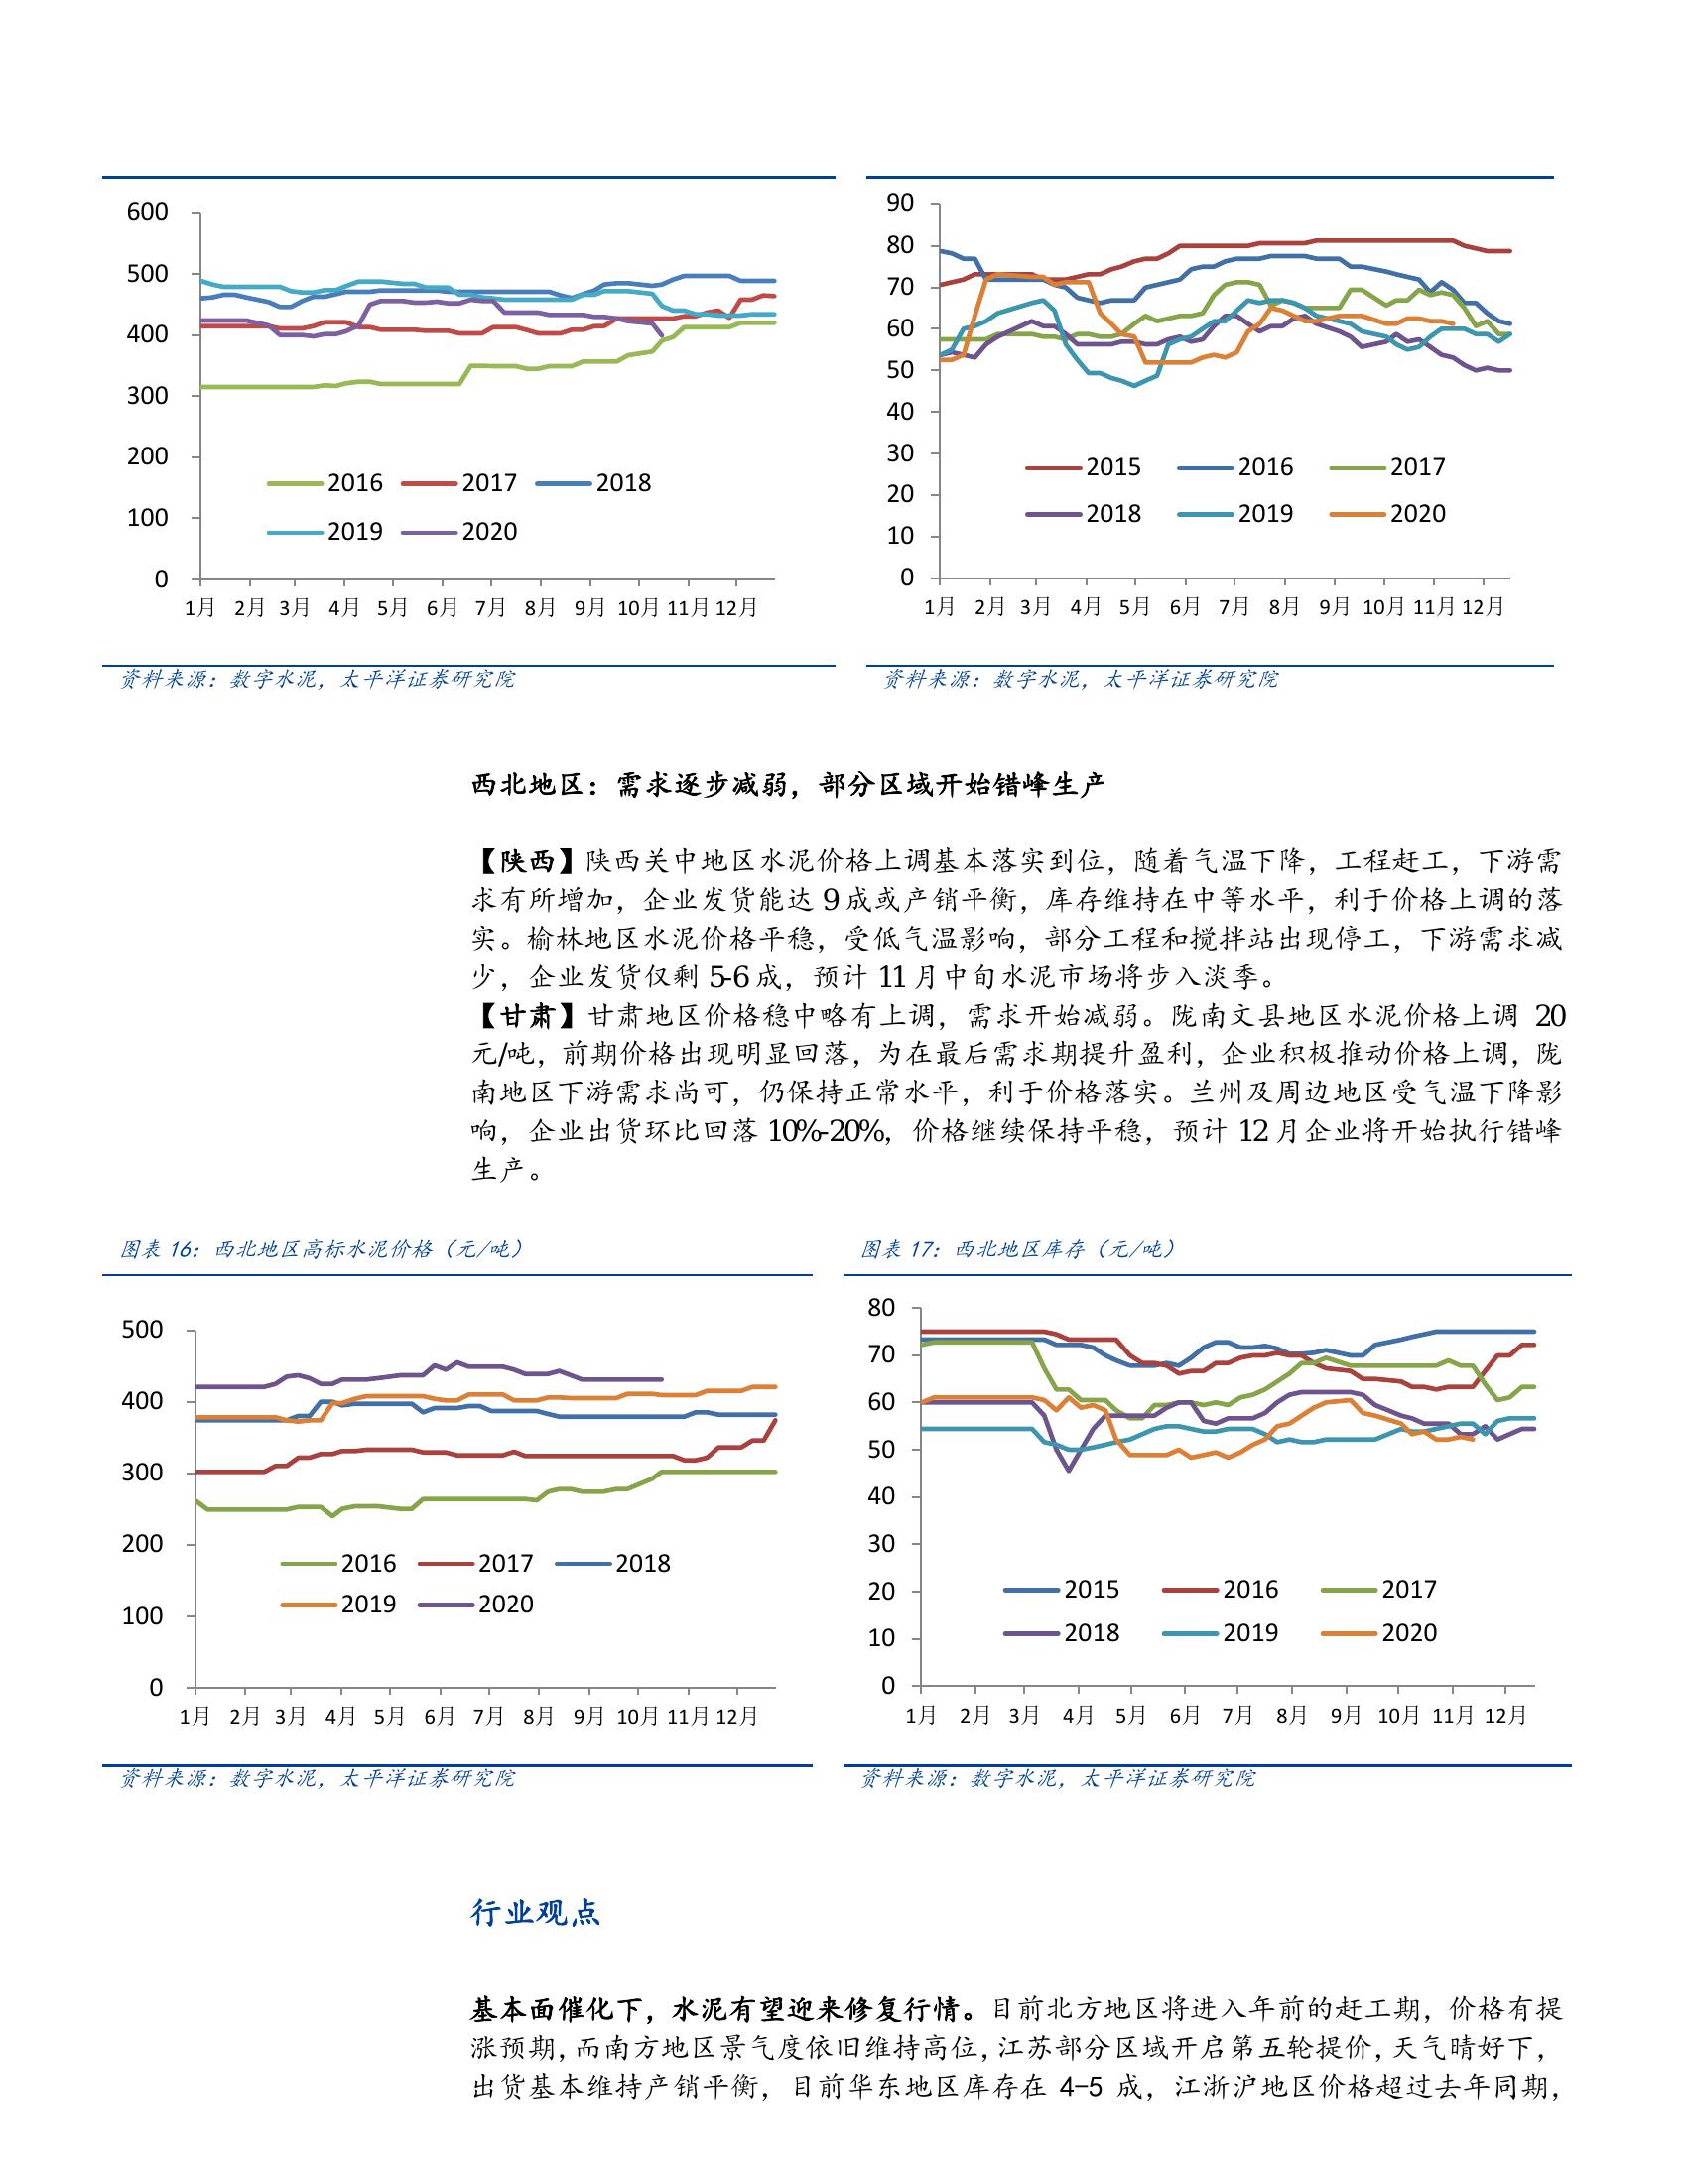 600
500
400
300
200
100
0
2016 2017 2018
2019 2020
1月 2月 3月 4月 5月 6月 7月 8月 9月 10月 11月 12月
90
80
70
60
50
40
30
20
10
0
2015 2016 2017
2018 2019 2020
1月 2月 3月 4月 5月 6月 7月 8月 9月 10月 11月 12月
资料来源：数字水泥，太平洋证券研究院
资料来源：数字水泥，太平洋证券研究院
西北地区：需求逐步减弱，部分区域开始错峰生产
【陕西】陕西关中地区水泥价格上调基本落实到位，随着气温下降，工程赶工，下游需
求有所增加，企业发货能达 9 成或产销平衡，库存维持在中等水平，利于价格上调的落
实。榆林地区水泥价格平稳，受低气温影响，部分工程和搅拌站出现停工，下游需求减
少，企业发货仅剩 5-6 成，预计 11 月中旬水泥市场将步入淡季。
【甘肃】甘肃地区价格稳中略有上调，需求开始减弱。陇南文县地区水泥价格上调 20
元/吨，前期价格出现明显回落，为在最后需求期提升盈利，企业积极推动价格上调，陇
南地区下游需求尚可，仍保持正常水平，利于价格落实。兰州及周边地区受气温下降影
响，企业出货环比回落 10%-20%，价格继续保持平稳，预计 12 月企业将开始执行错峰
生产。
图表 16：西北地区高标水泥价格（元/吨）
图表 17：西北地区库存（元/吨）
500
400
300
200
100
0
2016 2017 2018
2019 2020
1月 2月 3月 4月 5月 6月 7月 8月 9月 10月 11月 12月
80
70
60
50
40
30
20
10
0
2015 2016 2017
2018 2019 2020
1月 2月 3月 4月 5月 6月 7月 8月 9月 10月 11月 12月
资料来源：数字水泥，太平洋证券研究院
资料来源：数字水泥，太平洋证券研究院
行业观点
基本面催化下，水泥有望迎来修复行情。目前北方地区将进入年前的赶工期，价格有提
涨预期，而南方地区景气度依旧维持高位，江苏部分区域开启第五轮提价，天气晴好下，
出货基本维持产销平衡，目前华东地区库存在 4-5 成，江浙沪地区价格超过去年同期，